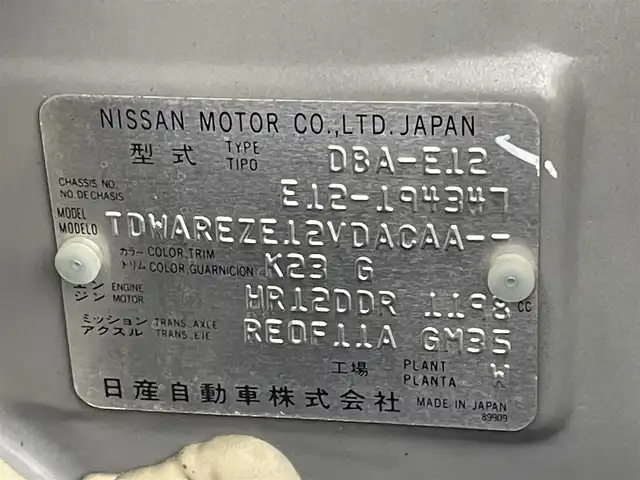 NISSAN MOTOR CO.,LTD. JAPAN
型式 TYPE TIPO DBA-E12
CHASSIS NO. NO. DE CHASIS E12-194347
MODEL MODELO TDWAREZE12VDACAA--
カラー トリム COLOR, TRIM COLOR, GUARNICION K23 G
エンジン ENGINE MOTOR HR12DDR 1198 CC
ミッション アクスル TRANS., AXLE TRANS., EJE RE0F11A GM35
工場 PLANT PLANTA W
日産自動車株式会社 MADE IN JAPAN
89909